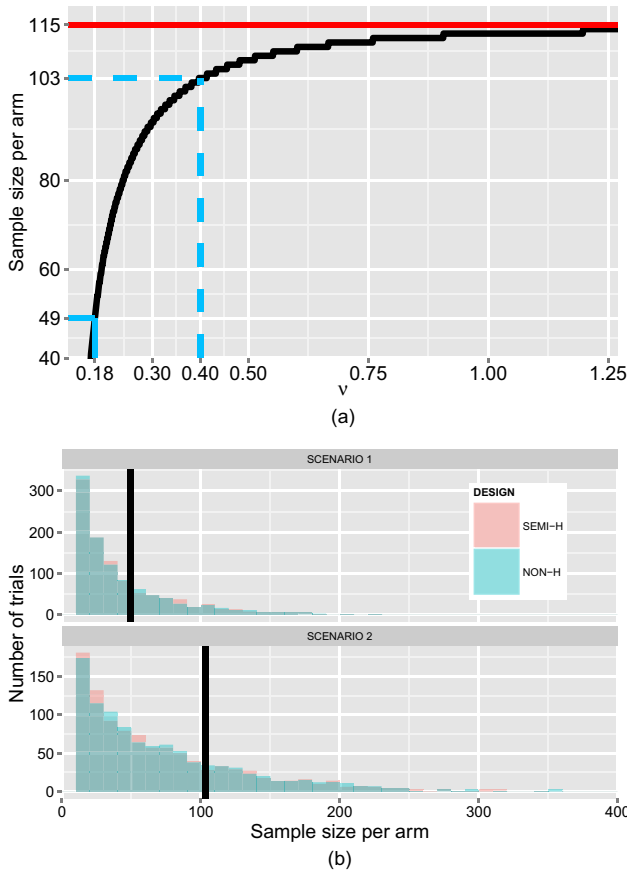 115
103
80
60
49
40
Sample size per arm
0.18 0.30 0.40 0.50 0.75 1.00 1.25
ν
(a)
SCENARIO 1
300
200
100
0
DESIGN
SEMI−H
NON−H
Number of trials
SCENARIO 2
150
100
50
0
0 100 200 300 400
Sample size per arm
(b)